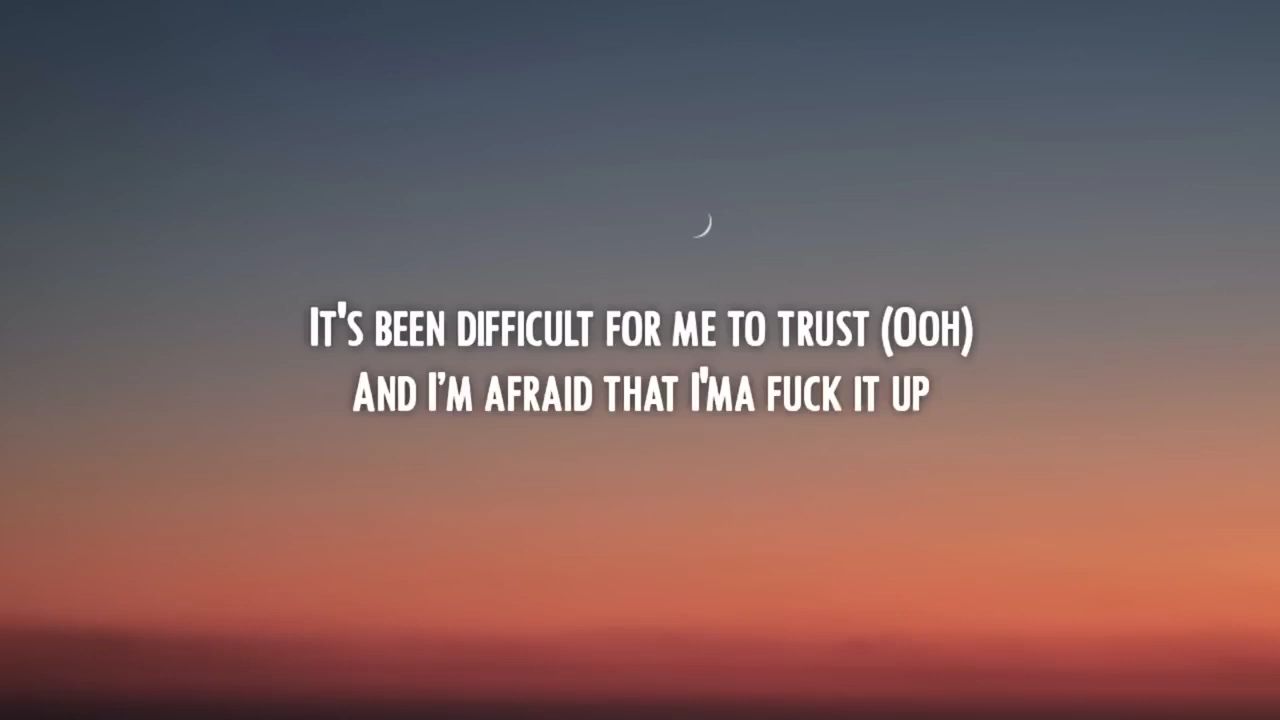 It's been difficult for me to trust (Ooh)
And I’m afraid that I'ma fuck it up